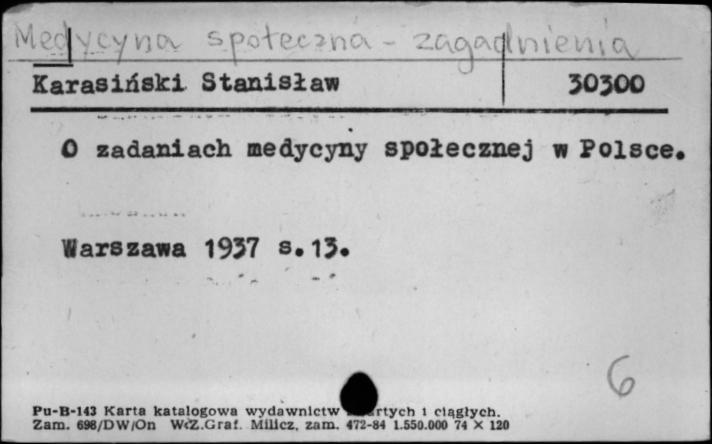 Medycyna społeczna - zagadnienia
Karasiński Stanisław 30300
O zadaniach medycyny społecznej w Polsce.
Warszawa 1937 s.13.
6
Pu-B-143 Karta katalogowa wydawnictw i ciągłych.
Zam. 698/DW/On WZ.Graf. Milicz, zam. 472-84 1.550.000 74 × 120